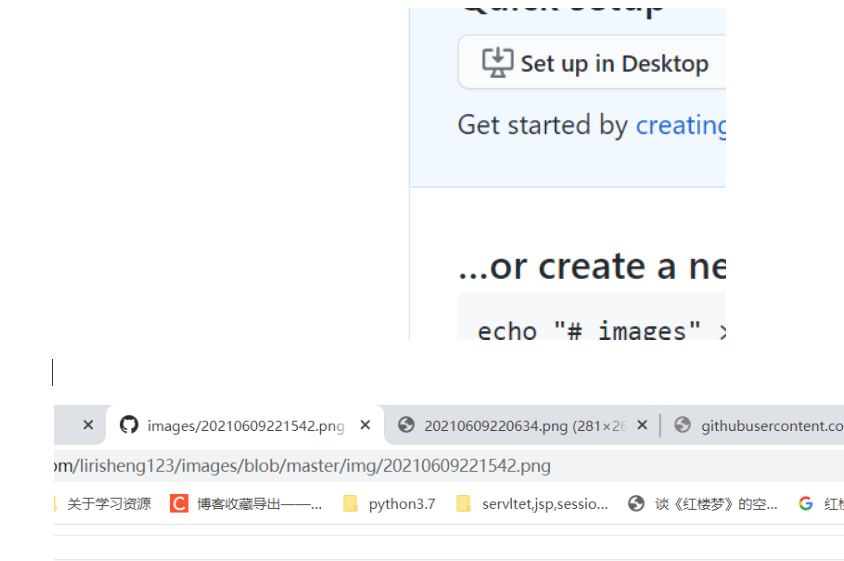 Quick setup
Set up in Desktop
Get started by creating
...or create a ne
echo "# images" >
images/20210609221542.png
20210609220634.png (281×26
githubusercontent.co
om/lirisheng123/images/blob/master/img/20210609221542.png
关于学习资源
博客收藏导出——...
python3.7
servltet,jsp,sessio...
谈《红楼梦》的空...
红楼